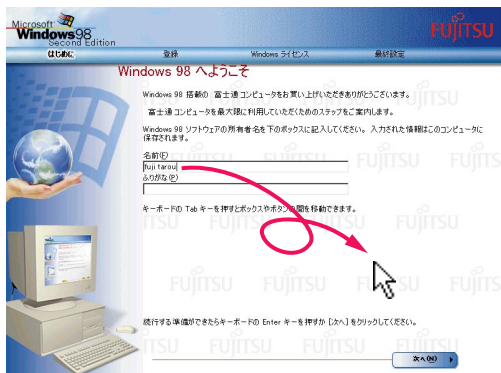 Microsoft
Windows98
Second Edition
FUJITSU
はじめに 登録 Windows ライセンス 最終設定
Windows 98 へようこそ
Windows 98 搭載の 富士通コンピュータをお買い上げいただきありがとうございます。
富士通コンピュータを最大限に利用していただくためのステップをご案内します。
Windows 98 ソフトウェアの所有者名を下のボックスに記入してください。 入力された情報はこのコンピュータに
保存されます。
名前(F)
fuji tarou
ふりがな(P)
キーボードの Tab キーを押すとボックスやボタンの間を移動できます。
続行する準備ができたらキーボードの Enter キーを押すか [次へ] をクリックしてください。
次へ(N)